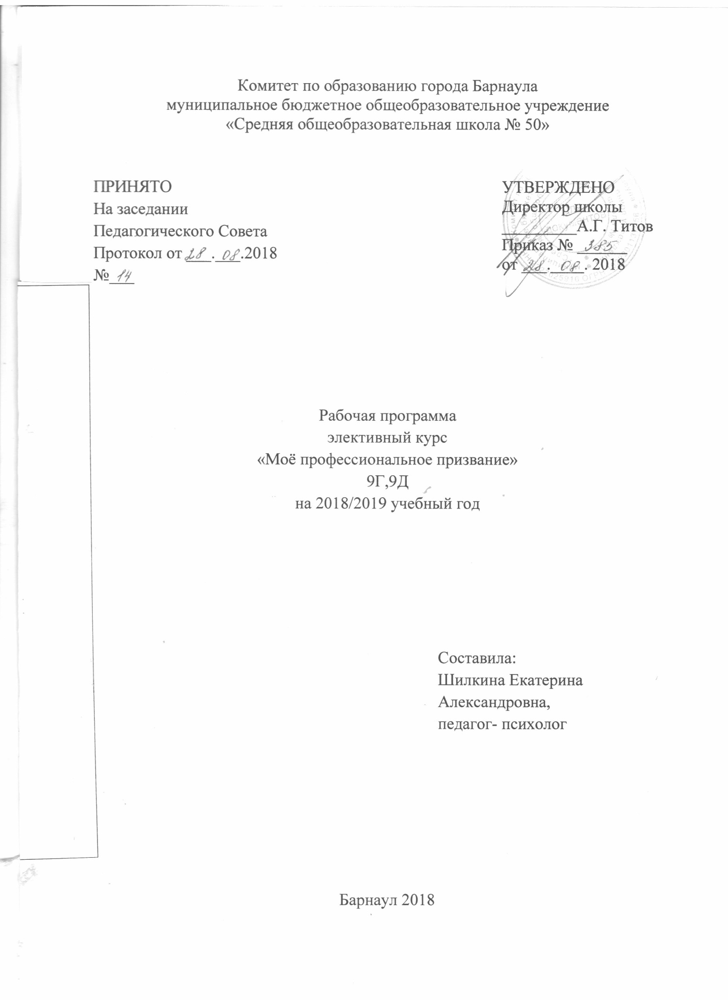 Комитет по образованию города Барнаула
муниципальное бюджетное общеобразовательное учреждение
«Средняя общеобразовательная школа № 50»
ПРИНЯТО
На заседании
Педагогического Совета
Протокол от 28.08.2018
№ 14
УТВЕРЖДЕНО
Директор школы
_________А.Г. Титов
Приказ № 385
от 28. 08. 2018
Рабочая программа
элективный курс
«Моё профессиональное призвание»
9Г,9Д
на 2018/2019 учебный год
Составила:
Шилкина Екатерина
Александровна,
педагог- психолог
Барнаул 2018